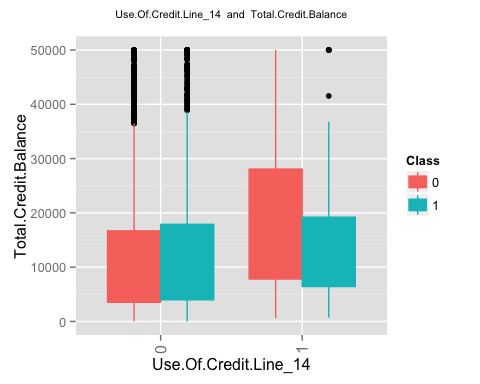 Use.Of.Credit.Line_14 and Total.Credit.Balance
Total.Credit.Balance
50000
40000
30000
20000
10000
0
0
1
Use.Of.Credit.Line_14
Class
0
1